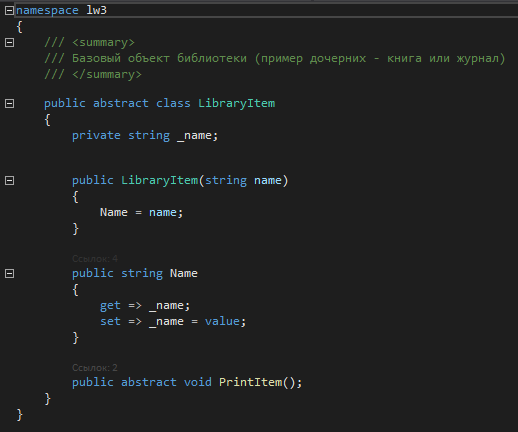 namespace lw3
{
/// <summary>
/// Базовый объект библиотеки (пример дочерних - книга или журнал)
/// </summary>
public abstract class LibraryItem
{
private string _name;
public LibraryItem(string name)
{
Name = name;
}
Ссылок: 4
public string Name
{
get => _name;
set => _name = value;
}
Ссылок: 2
public abstract void PrintItem();
}
}